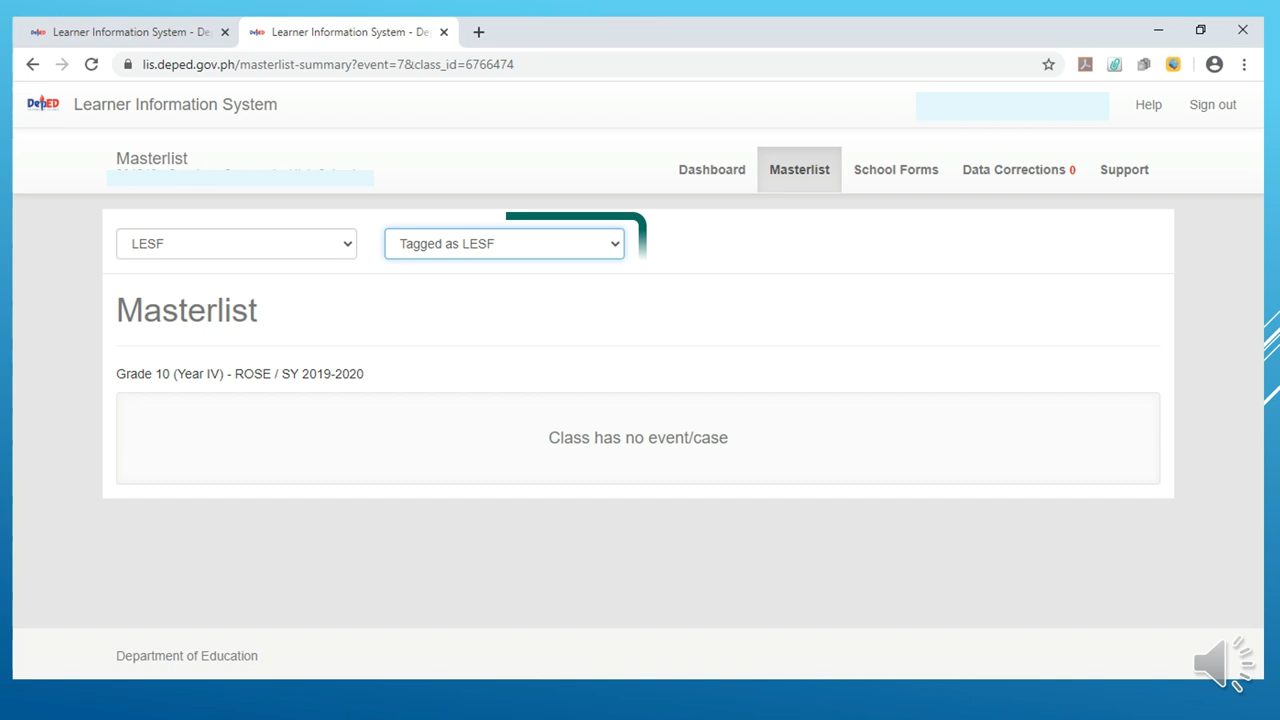 Learner Information System - De
Learner Information System - De
lis.deped.gov.ph/masterlist-summary?event=7&class_id=6766474
DepED
Learner Information System
Help
Sign out
Masterlist
Dashboard
Masterlist
School Forms
Data Corrections 0
Support
LESF
Tagged as LESF
Masterlist
Grade 10 (Year IV) - ROSE / SY 2019-2020
Class has no event/case
Department of Education